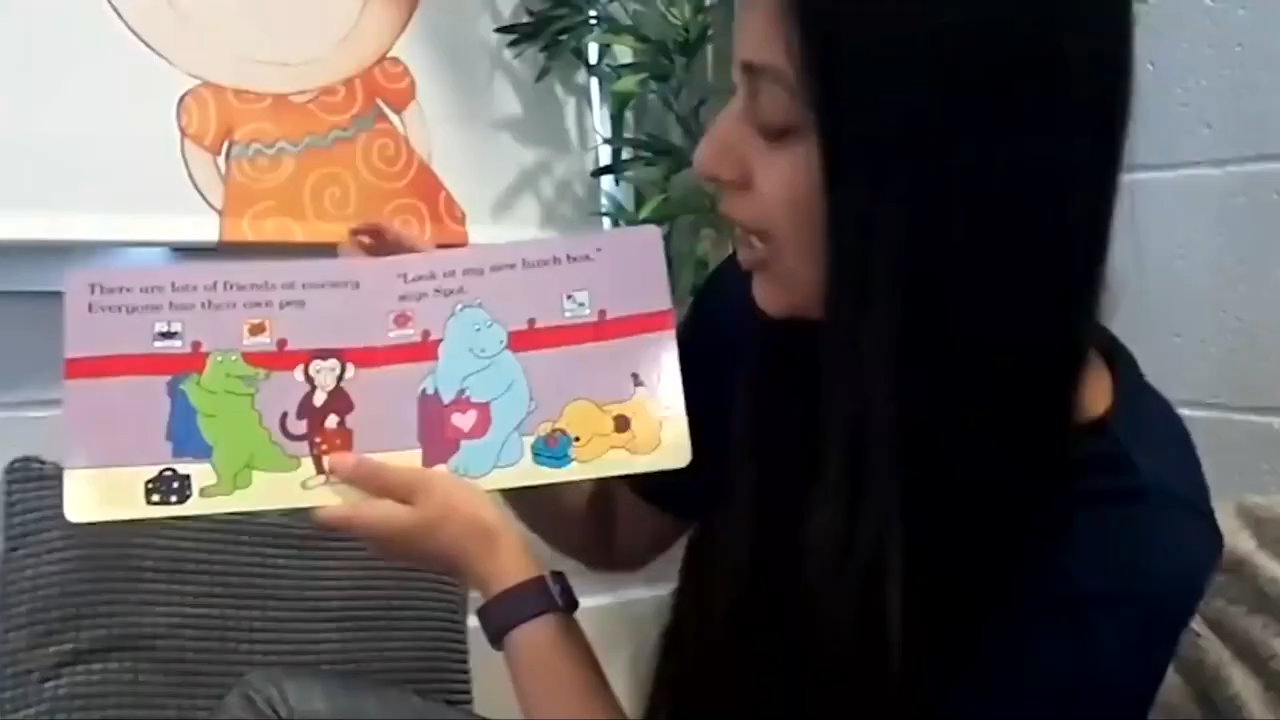 There are lots of friends at nursery
Everyone has their own peg
"Look at my new lunch box,"
says Spot.